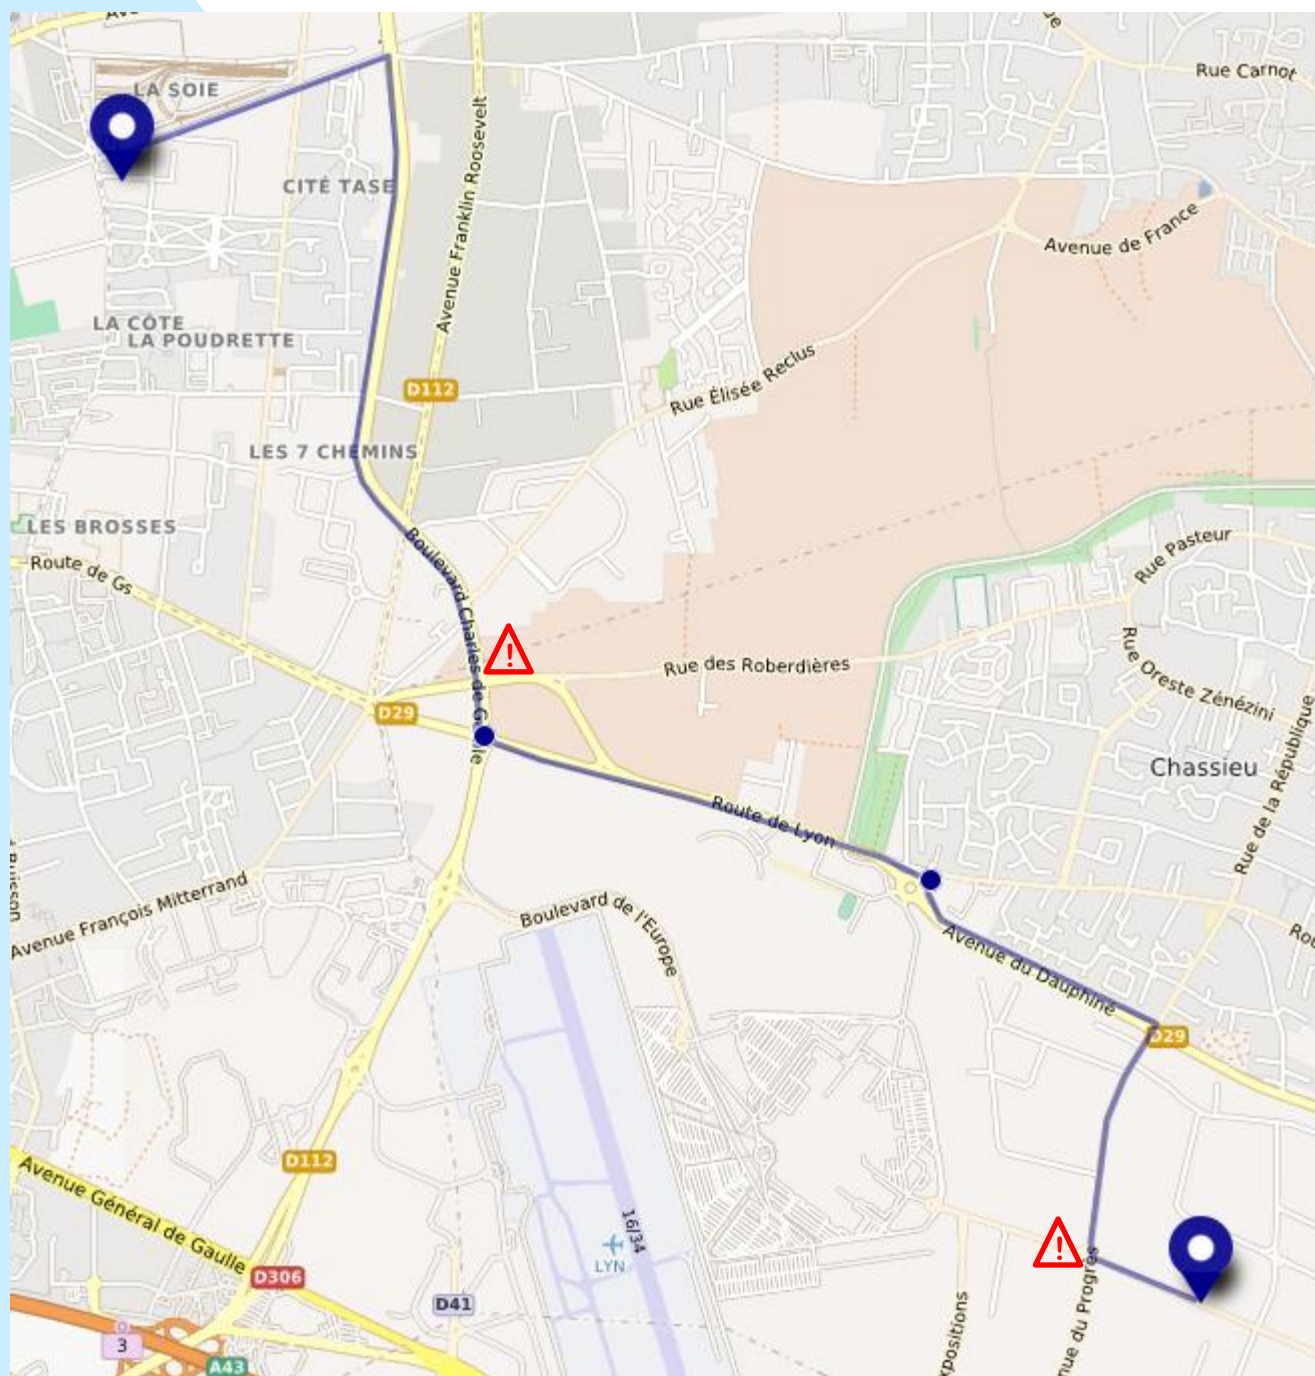 LA SOIE
Rue Carnot
CITÉ TASE
Avenue Franklin Roosevelt
Avenue de France
LA CÔTE
LA POUDRETTE
D112
Rue Élisée Reclus
LES 7 CHEMINS
LES BROSSES
Route de Gs
Boulevard Charles de
Rue Pasteur
Rue des Roberdières
Rue Oreste Zénézini
D29
Chassieu
Rue de la République
Route de Lyon
Avenue François Mitterrand
Boulevard de l'Europe
Avenue du Dauphiné
D29
D112
Avenue Général de Gaulle
16/34
LYN
D306
D41
3
A43
nue du Progrès
xpositions